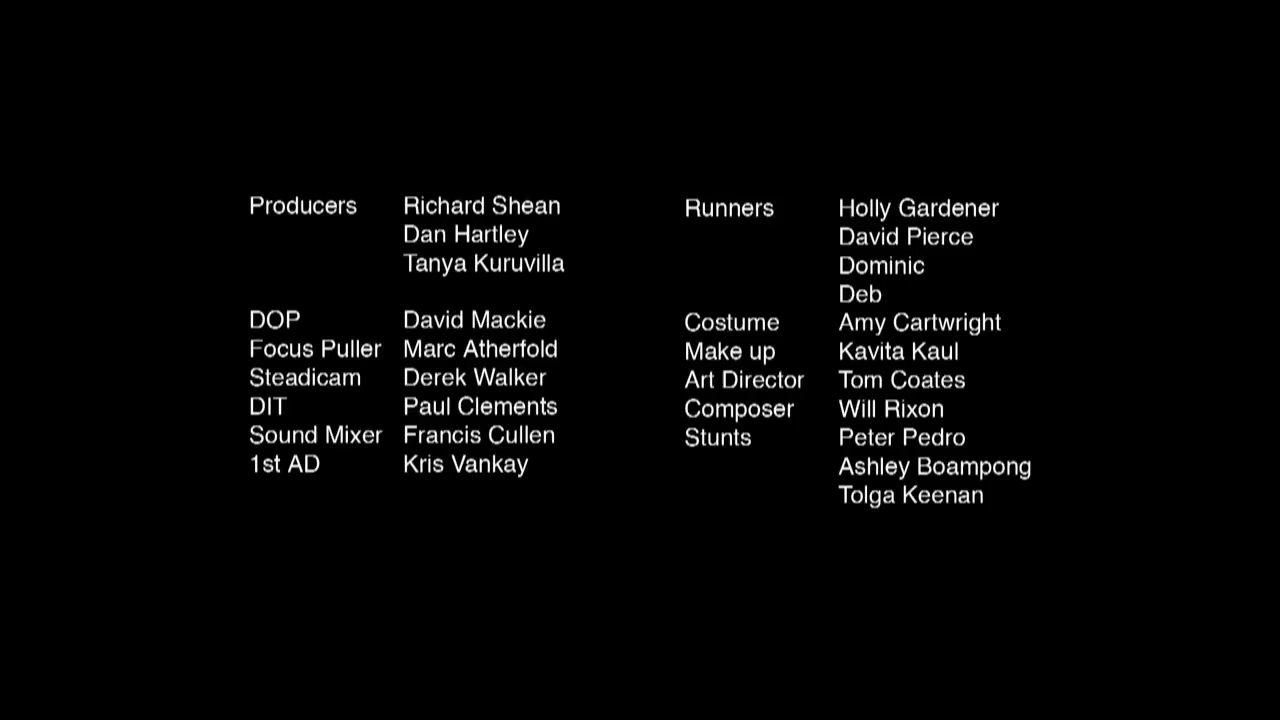 Producers Richard Shean
Dan Hartley
Tanya Kuruvilla
DOP David Mackie
Focus Puller Marc Atherfold
Steadicam Derek Walker
DIT Paul Clements
Sound Mixer Francis Cullen
1st AD Kris Vankay
Runners Holly Gardener
David Pierce
Dominic
Deb
Costume Amy Cartwright
Make up Kavita Kaul
Art Director Tom Coates
Composer Will Rixon
Stunts Peter Pedro
Ashley Boampong
Tolga Keenan